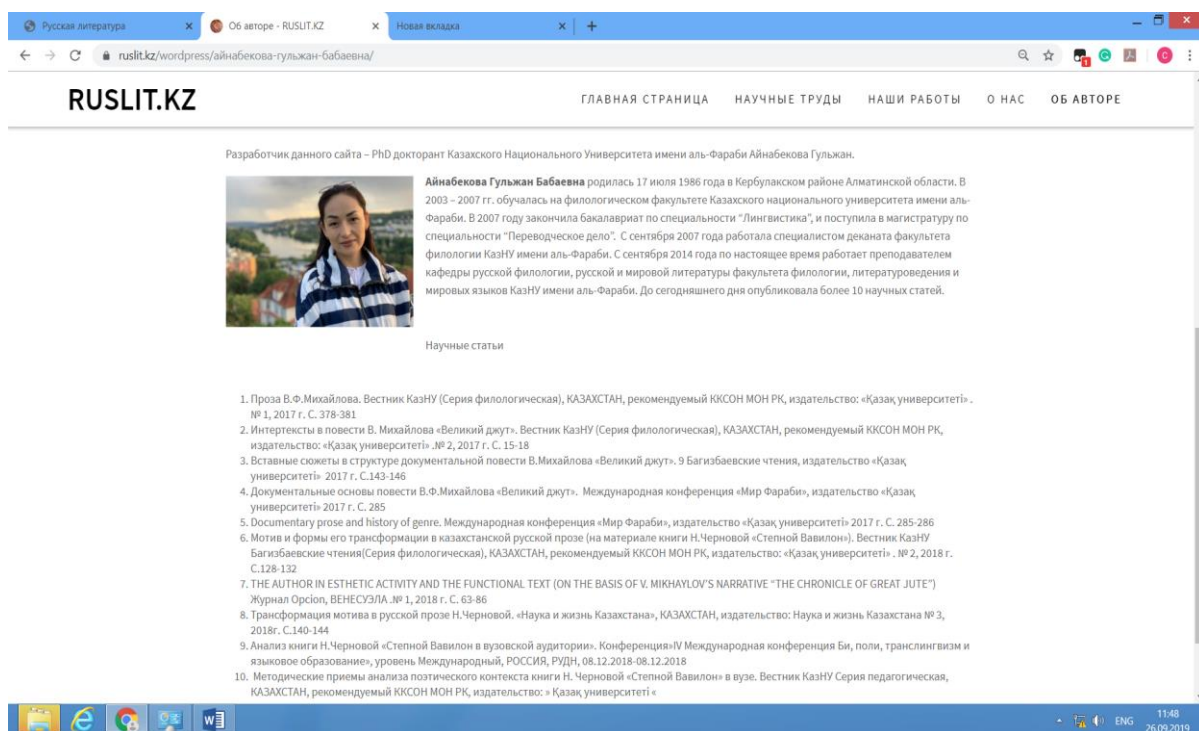 Русская литература
Об авторе - RUSLIT.KZ
Новая вкладка
ruslit.kz/wordpress/айнабекова-гульжан-бабаевна/
RUSLIT.KZ
ГЛАВНАЯ СТРАНИЦА НАУЧНЫЕ ТРУДЫ НАШИ РАБОТЫ О НАС ОБ АВТОРЕ
Разработчик данного сайта – PhD докторант Казахского Национального Университета имени аль-Фараби Айнабекова Гульжан.
Айнабекова Гульжан Бабаевна родилась 17 июля 1986 года в Кербулакском районе Алматинской области. В
2003 – 2007 гг. обучалась на филологическом факультете Казахского национального университета имени аль-
Фараби. В 2007 году закончила бакалавриат по специальности “Лингвистика”, и поступила в магистратуру по
специальности “Переводческое дело”. С сентября 2007 года работала специалистом деканата факультета
филологии КазНУ имени аль-Фараби. С сентября 2014 года по настоящее время работает преподавателем
кафедры русской филологии, русской и мировой литературы факультета филологии, литературоведения и
мировых языков КазНУ имени аль-Фараби. До сегодняшнего дня опубликовала более 10 научных статей.
Научные статьи
1. Проза В.Ф.Михайлова. Вестник КазНУ (Серия филологическая), КАЗАХСТАН, рекомендуемый ККСОН МОН РК, издательство: «Қазақ университеті» .
№ 1, 2017 г. С. 378-381
2. Интертексты в повести В. Михайлова «Великий джут». Вестник КазНУ (Серия филологическая), КАЗАХСТАН, рекомендуемый ККСОН МОН РК,
издательство: «Қазақ университеті» .№ 2, 2017 г. С. 15-18
3. Вставные сюжеты в структуре документальной повести В.Михайлова «Великий джут». 9 Багизбаевские чтения, издательство «Қазақ
университеті» 2017 г. С.143-146
4. Документальные основы повести В.Ф.Михайлова «Великий джут». Международная конференция «Мир Фараби», издательство «Қазақ
университеті» 2017 г. С. 285
5. Documentary prose and history of genre. Международная конференция «Мир Фараби», издательство «Қазақ университеті» 2017 г. С. 285-286
6. Мотив и формы его трансформации в казахстанской русской прозе (на материале книги Н.Черновой «Степной Вавилон»). Вестник КазНУ
Багизбаевские чтения(Серия филологическая), КАЗАХСТАН, рекомендуемый ККСОН МОН РК, издательство: «Қазақ университеті» . № 2, 2018 г.
С.128-132
7. THE AUTHOR IN ESTHETIC ACTIVITY AND THE FUNCTIONAL TEXT (ON THE BASIS OF V. MIKHAYLOV'S NARRATIVE “THE CHRONICLE OF GREAT JUTE”)
Журнал Opcion, ВЕНЕСУЭЛА .№ 1, 2018 г. С. 63-86
8. Трансформация мотива в русской прозе Н.Черновой. «Наука и жизнь Казахстана», КАЗАХСТАН, издательство: Наука и жизнь Казахстана № 3,
2018г. С.140-144
9. Анализ книги Н.Черновой «Степной Вавилон в вузовской аудитории». Конференция»IV Международная конференция Би, поли, транслингвизм и
языковое образование», уровень Международный, РОССИЯ, РУДН, 08.12.2018-08.12.2018
10. Методические приемы анализа поэтического контекста книги Н. Черновой «Степной Вавилон» в вузе. Вестник КазНУ Серия педагогическая,
КАЗАХСТАН, рекомендуемый ККСОН МОН РК, издательство: » Қазақ университеті «
ENG 11:48
26.09.2019